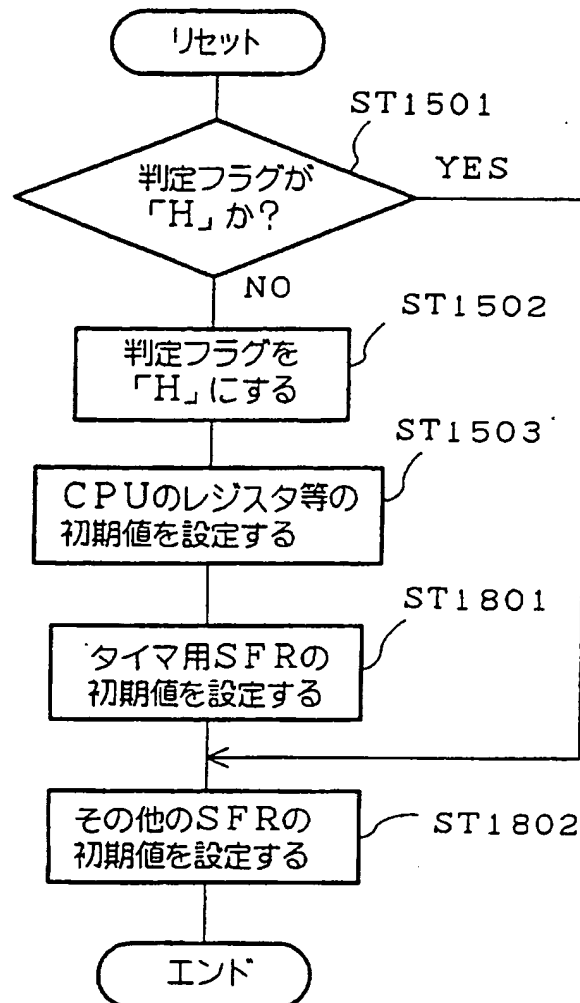 リセット
ST1501
判定フラグが
「H」か?
YES
NO
ST1502
判定フラグを
「H」にする
ST1503
CPUのレジスタ等の
初期値を設定する
ST1801
タイマ用SFRの
初期値を設定する
その他のSFRの
初期値を設定する
ST1802
エンド